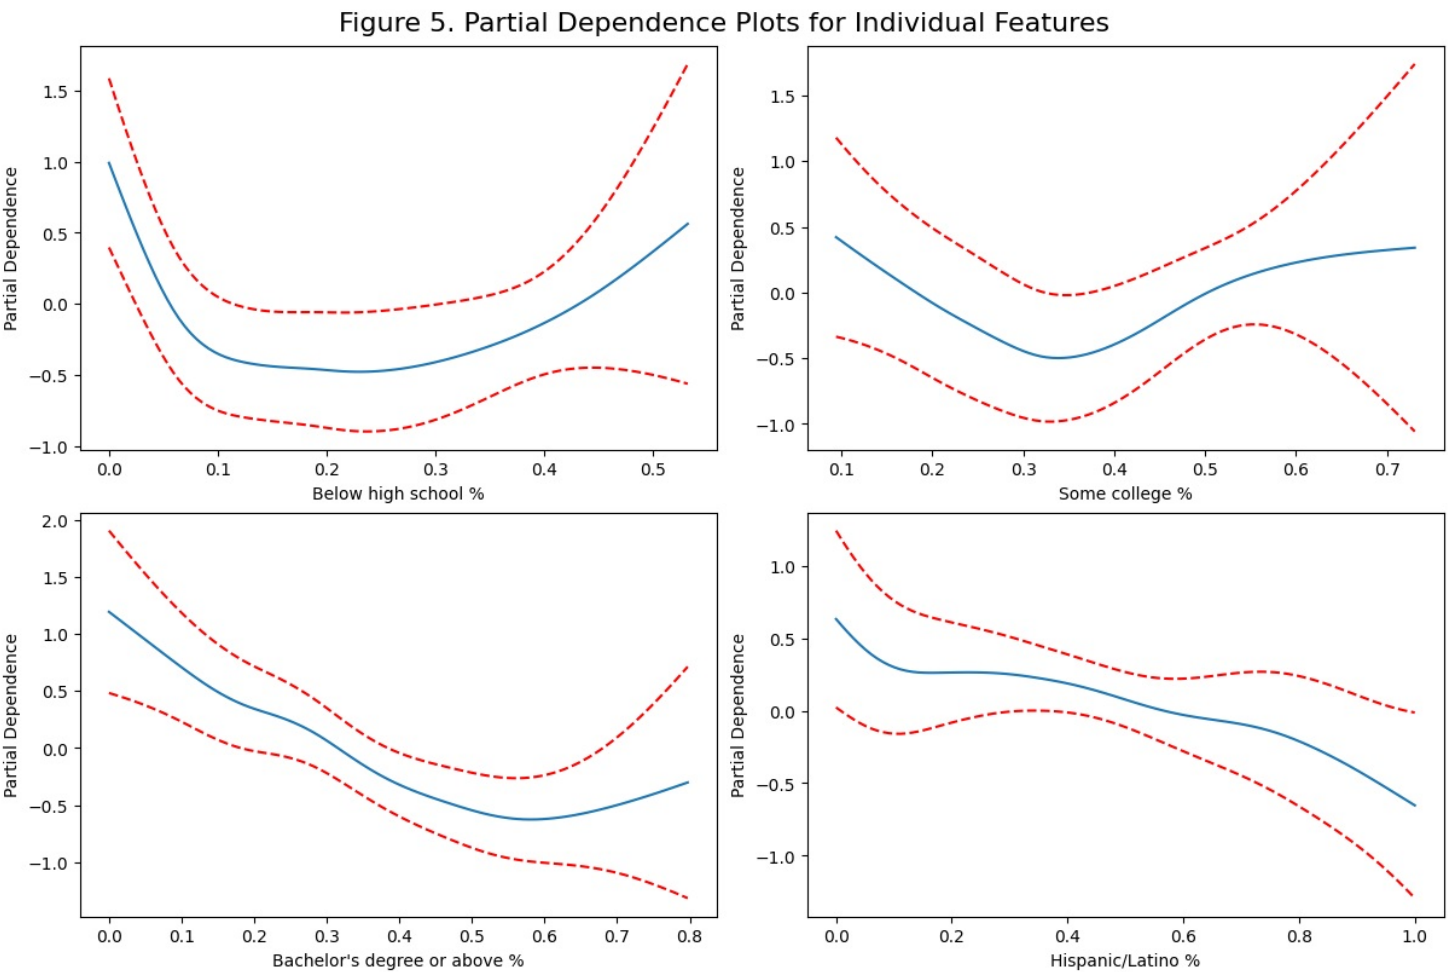 Figure 5. Partial Dependence Plots for Individual Features
1.5
1.0
0.5
0.0
−0.5
−1.0
Partial Dependence
0.0 0.1 0.2 0.3 0.4 0.5
Below high school %
1.5
1.0
0.5
0.0
−0.5
−1.0
Partial Dependence
0.1 0.2 0.3 0.4 0.5 0.6 0.7
Some college %
2.0
1.5
1.0
0.5
0.0
−0.5
−1.0
Partial Dependence
0.0 0.1 0.2 0.3 0.4 0.5 0.6 0.7 0.8
Bachelor's degree or above %
1.0
0.5
0.0
−0.5
−1.0
Partial Dependence
0.0 0.2 0.4 0.6 0.8 1.0
Hispanic/Latino %